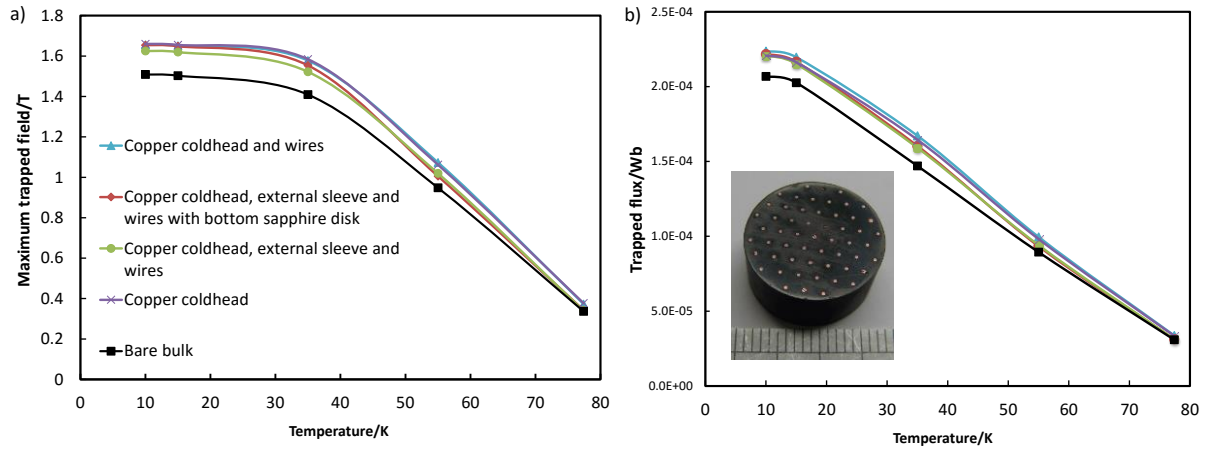 a)
1.8
1.6
1.4
1.2
1
0.8
0.6
0.4
0.2
0
Maximum trapped field/T
Copper coldhead and wires
Copper coldhead, external sleeve and
wires with bottom sapphire disk
Copper coldhead, external sleeve and
wires
Copper coldhead
Bare bulk
0 10 20 30 40 50 60 70 80
Temperature/K
b)
2.5E-04
2.0E-04
1.5E-04
1.0E-04
5.0E-05
0.0E+00
Trapped flux/Wb
0 10 20 30 40 50 60 70 80
Temperature/K